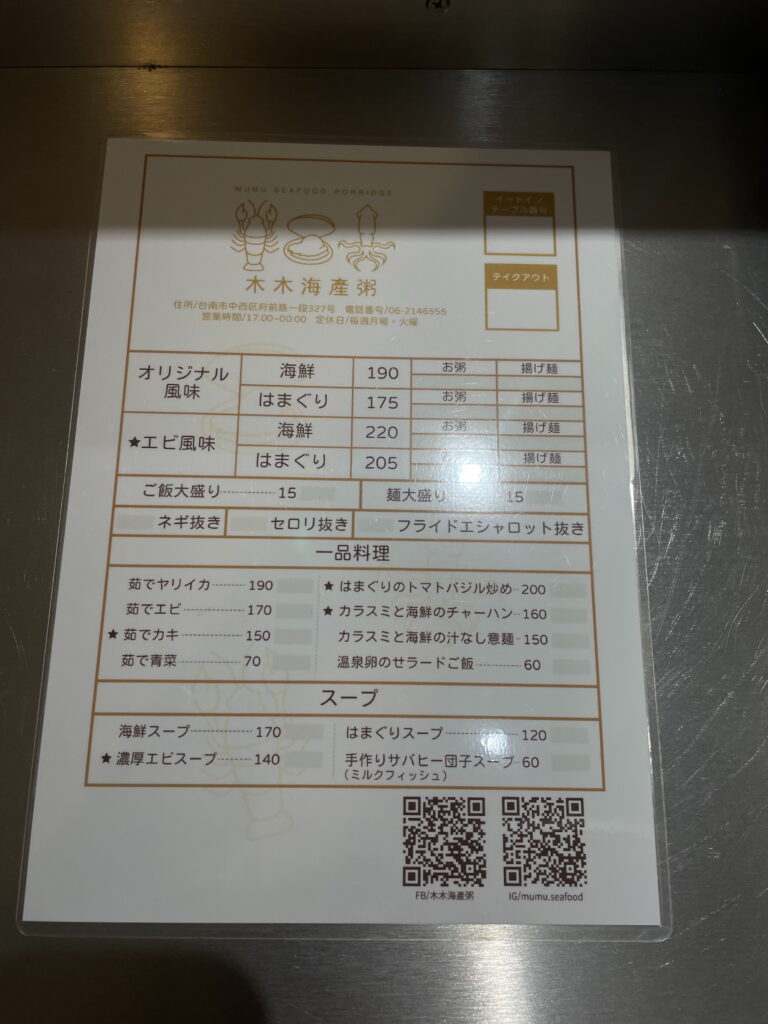 MUMU SEAFOOD PORRIDGE
木木海產粥
住所/台南市中西区府前路一段327号 電話番号/06-2146555
営業時間/17:00~00:00 定休日/毎週月曜・火曜
イートイン
テーブル番号
テイクアウト
オリジナル
風味
海鮮 190 お粥 揚げ麺
はまぐり 175 お粥 揚げ麺
★エビ風味
海鮮 220 お粥 揚げ麺
はまぐり 205 お粥 揚げ麺
ご飯大盛り 15 麺大盛り 15
ネギ抜き セロリ抜き フライドエシャロット抜き
一品料理
茹でヤリイカ 190
茹でエビ 170
★茹でカキ 150
茹で青菜 70
★はまぐりのトマトバジル炒め 200
★カラスミと海鮮のチャーハン 160
カラスミと海鮮の汁なし意麺 150
温泉卵のせラードご飯 60
スープ
海鮮スープ 170
★濃厚エビスープ 140
はまぐりスープ 120
手作りサバヒー団子スープ 60
(ミルクフィッシュ)
FB/木木海產粥
IG/mumu.seafood